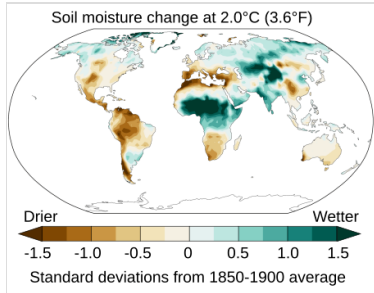 Soil moisture change at 2.0°C (3.6°F)
Drier Wetter
-1.5 -1.0 -0.5 0 0.5 1.0 1.5
Standard deviations from 1850-1900 average